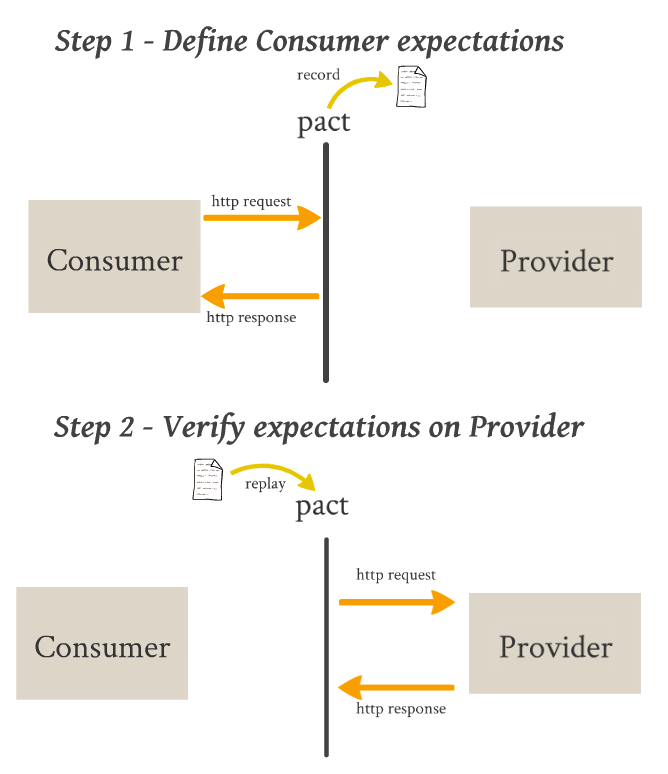 Step 1 - Define Consumer expectations
record
pact
http request
Consumer
Provider
http response
Step 2 - Verify expectations on Provider
replay
pact
http request
Consumer
Provider
http response